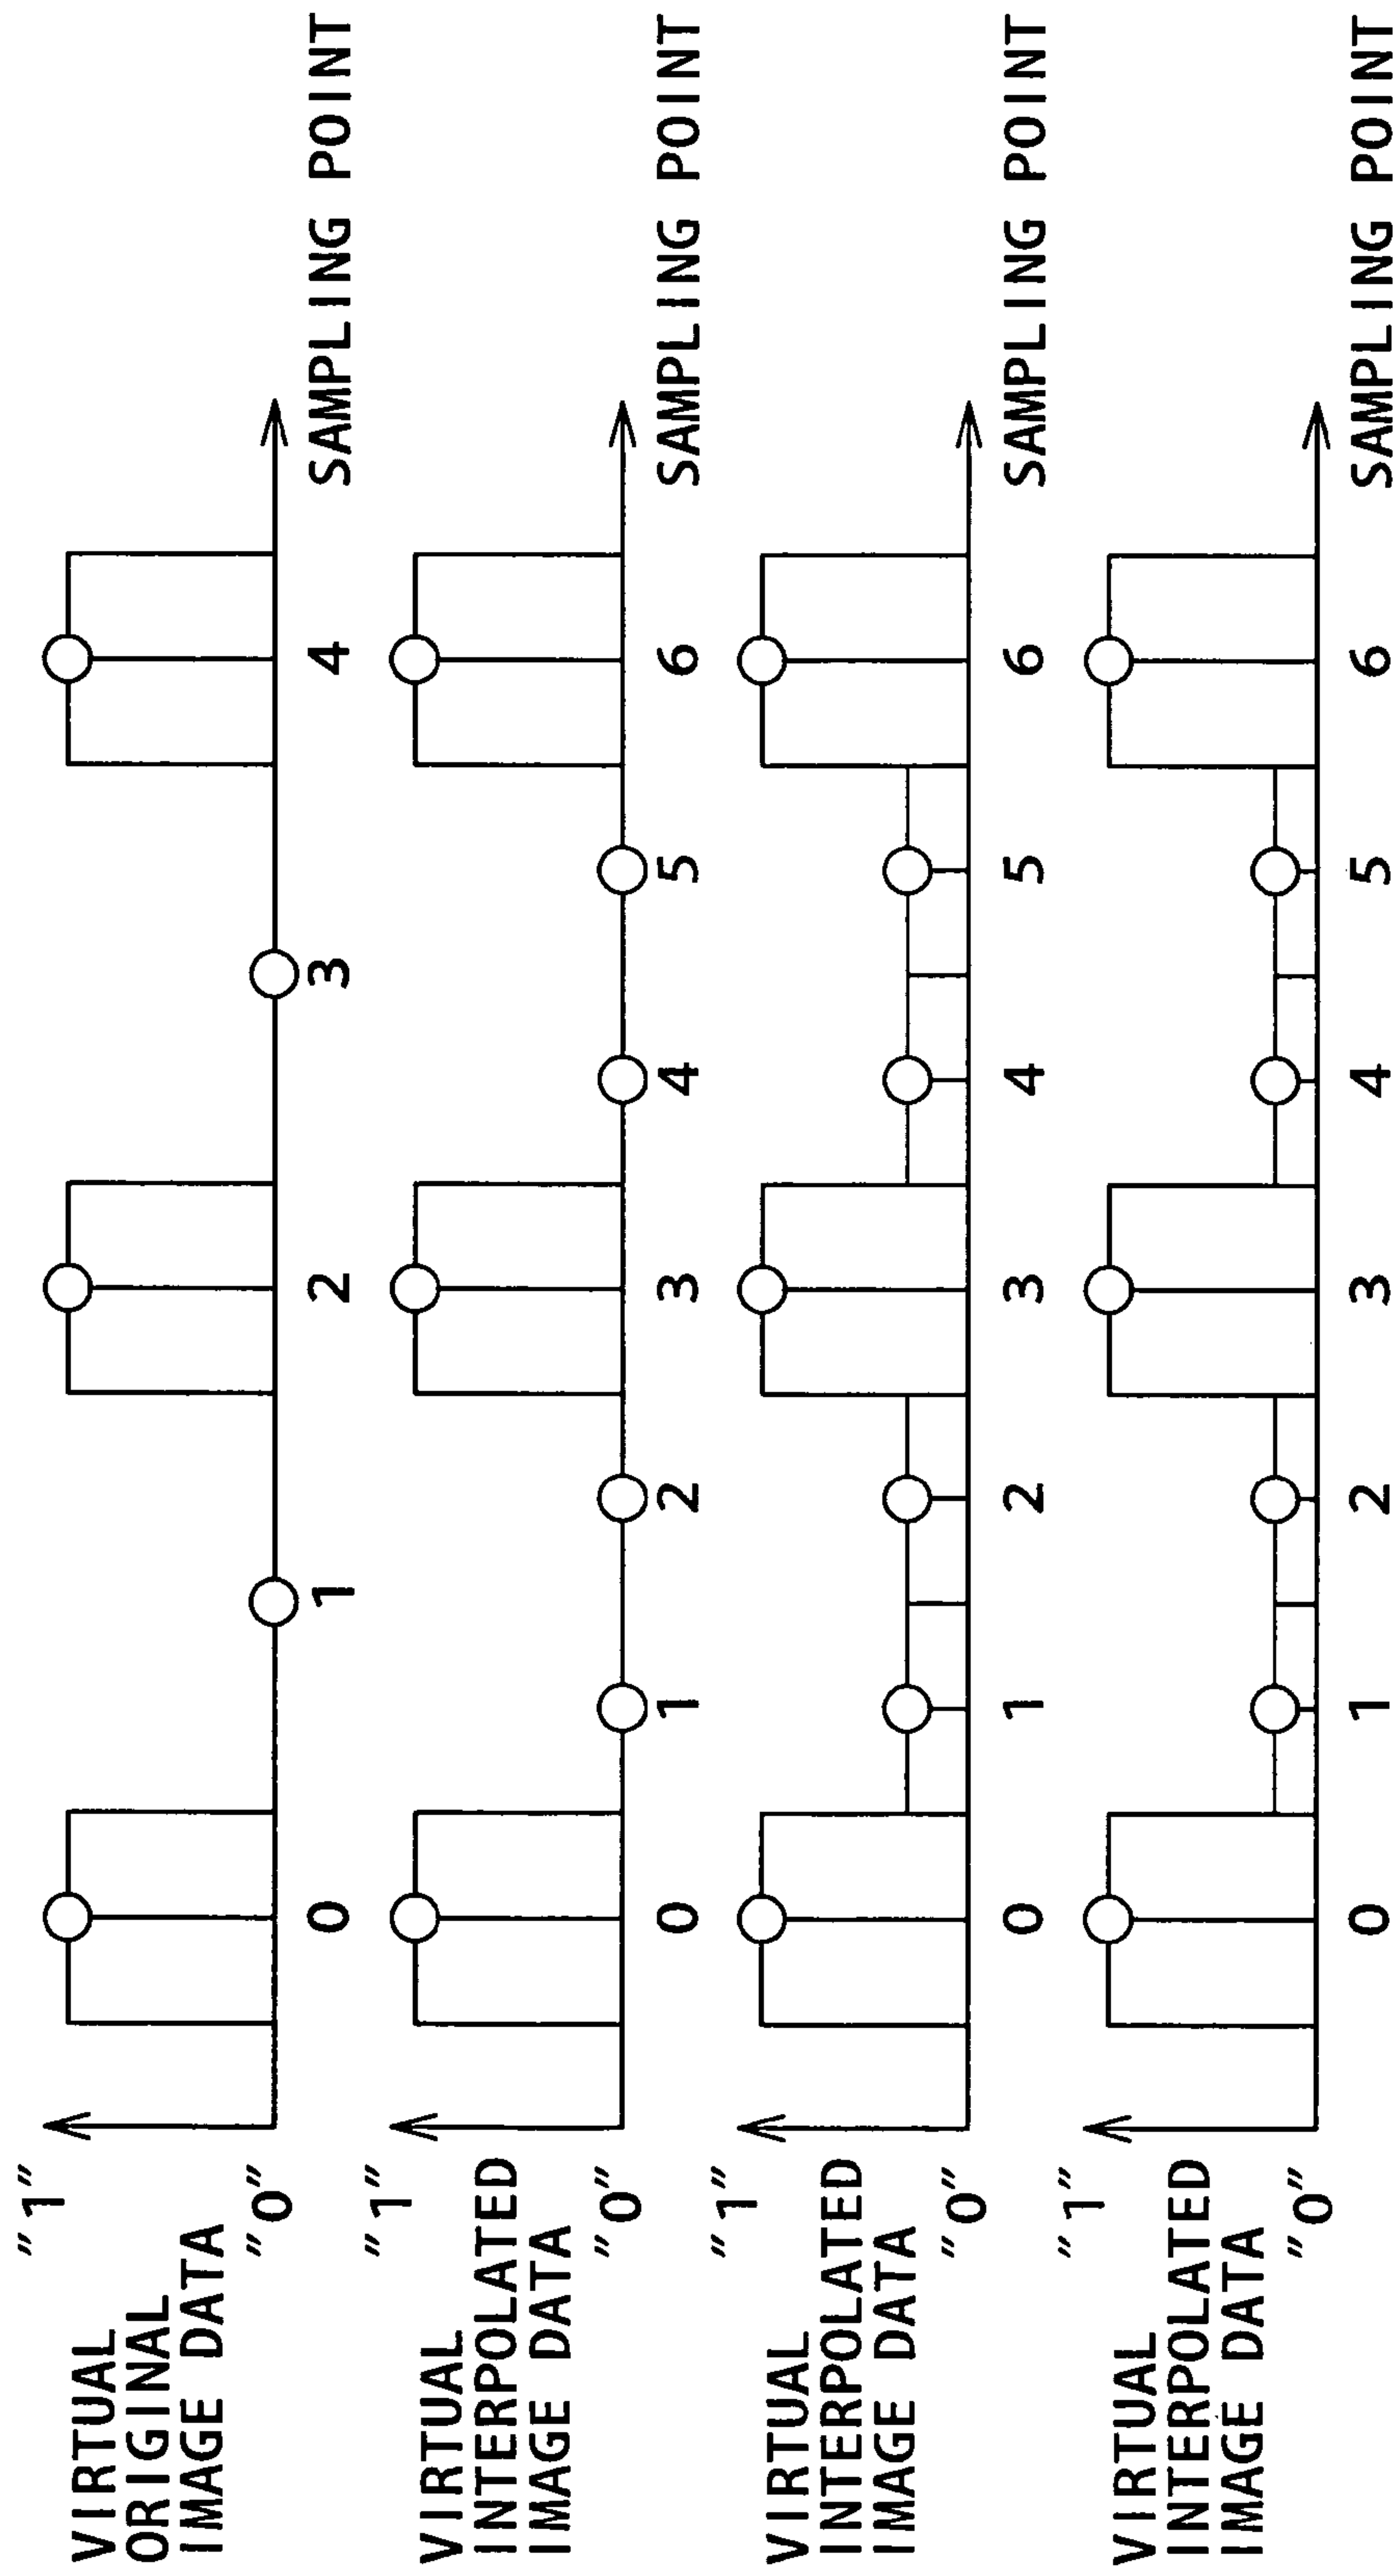 VIRTUAL
ORIGINAL
IMAGE DATA
"1"
"0"
0 1 2 3 4
SAMPLING POINT
VIRTUAL
INTERPOLATED
IMAGE DATA
"1"
"0"
0 1 2 3 4 5 6
SAMPLING POINT
VIRTUAL
INTERPOLATED
IMAGE DATA
"1"
"0"
0 1 2 3 4 5 6
SAMPLING POINT
VIRTUAL
INTERPOLATED
IMAGE DATA
"1"
"0"
0 1 2 3 4 5 6
SAMPLING POINT